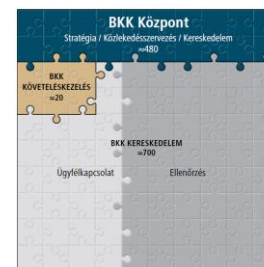 BKK Központ
Stratégia / Közlekedésszervezés / Kereskedelem
≈480
BKK
KÖVETELÉSKEZELÉS
≈20
BKK KERESKEDELEM
≈700
Ügyfélkapcsolat
Ellenőrzés